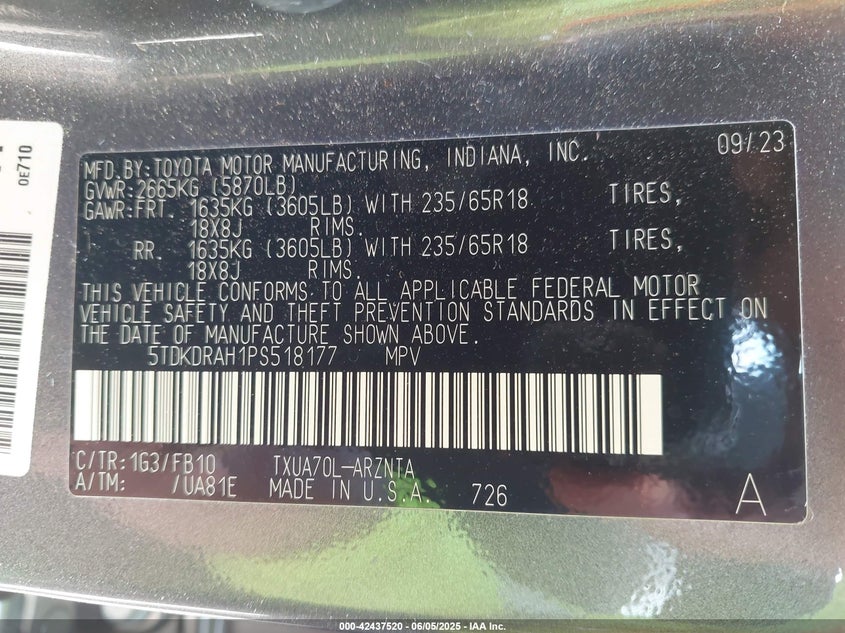 0E710
MFD.BY:TOYOTA MOTOR MANUFACTURING, INDIANA, INC. 09/23
GVWR:2665KG (5870LB)
GAWR:FRT. 1635KG (3605LB) WITH 235/65R18 TIRES,
18X8J RIMS.
RR. 1635KG (3605LB) WITH 235/65R18 TIRES,
18X8J RIMS.
THIS VEHICLE CONFORMS TO ALL APPLICABLE FEDERAL MOTOR
VEHICLE SAFETY AND THEFT PREVENTION STANDARDS IN EFFECT ON
THE DATE OF MANUFACTURE SHOWN ABOVE.
5TDKDRAH1PS518177 MPV
C/TR:1G3/FB10 TXUA70L-ARZNTA
A/TM: /UA81E MADE IN U.S.A. 726 A
000-42437520 - 06/05/2025 - IAA Inc.